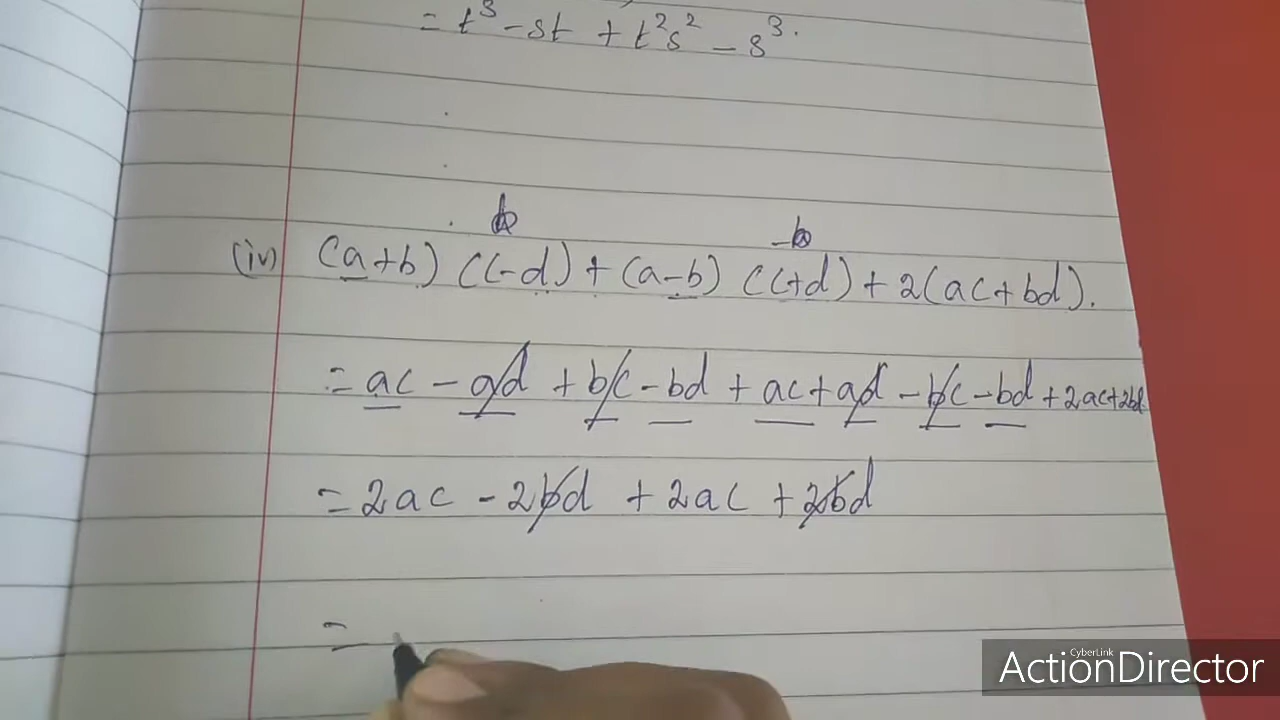 = t³ - st + t²s² - s³.
b -b
(iv) (a+b) (c-d) + (a-b) (c+d) + 2(ac+bd).
= ac - ad + bc - bd + ac + ad - bc - bd + 2ac+2bd
= 2ac - 2bd + 2ac + 2bd
=
CyberLink
ActionDirector